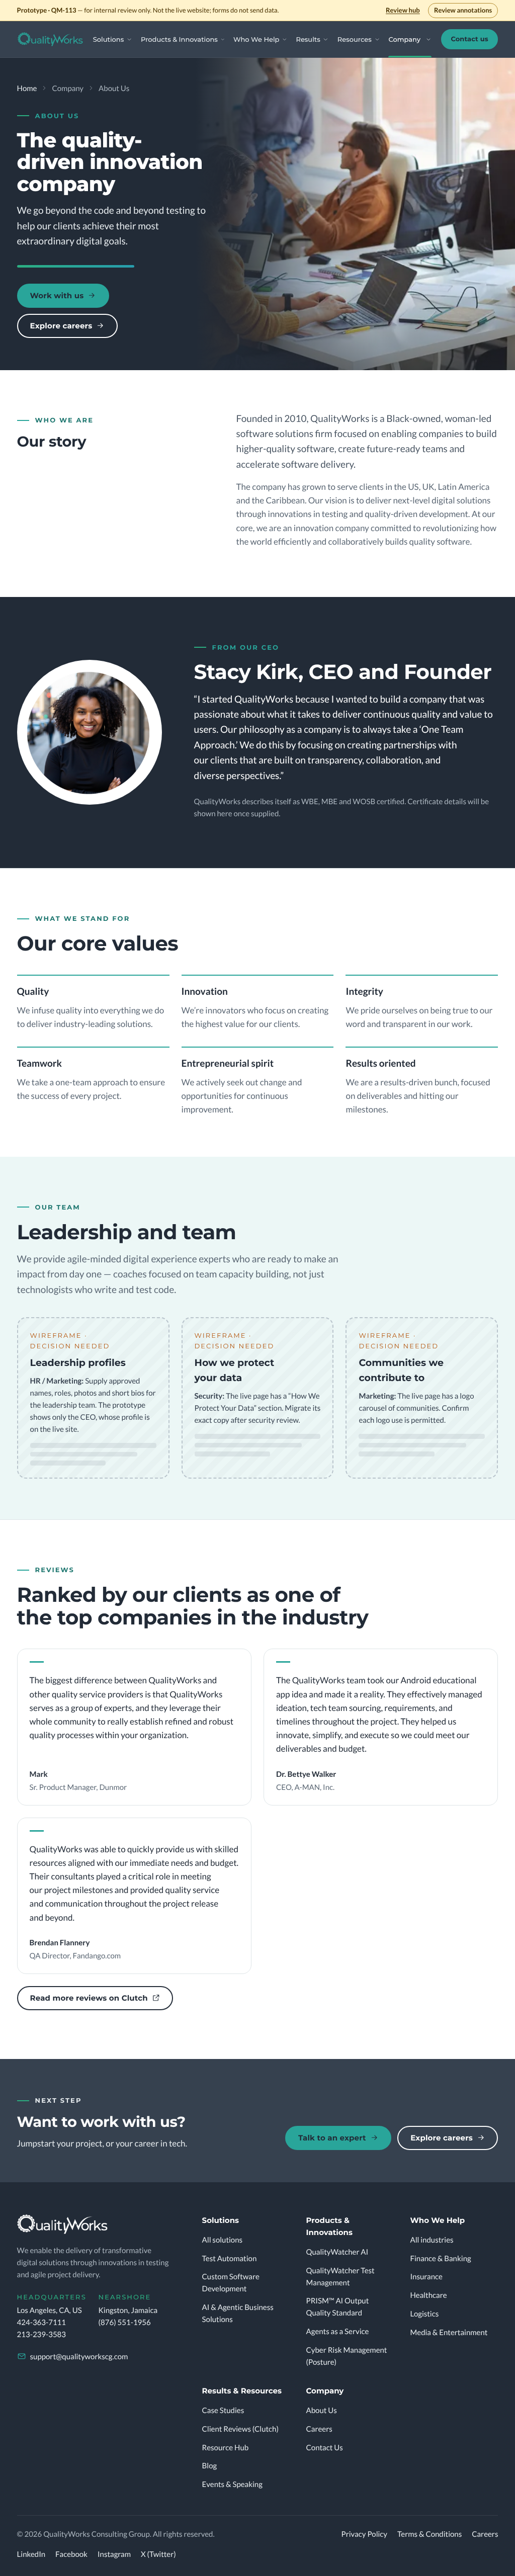 Prototype · QM-113 — for internal review only. Not the live website; forms do not send data.
Review hub
Review annotations
QualityWorks
Solutions
Products & Innovations
Who We Help
Results
Resources
Company
Contact us
Home
Company
About Us
ABOUT US
The quality-
driven innovation
company
We go beyond the code and beyond testing to
help our clients achieve their most
extraordinary digital goals.
Work with us
Explore careers
WHO WE ARE
Our story
Founded in 2010, QualityWorks is a Black-owned, woman-led
software solutions firm focused on enabling companies to build
higher-quality software, create future-ready teams and
accelerate software delivery.
The company has grown to serve clients in the US, UK, Latin America
and the Caribbean. Our vision is to deliver next-level digital solutions
through innovations in testing and quality-driven development. At our
core, we are an innovation company committed to revolutionizing how
the world efficiently and collaboratively builds quality software.
FROM OUR CEO
Stacy Kirk, CEO and Founder
“I started QualityWorks because I wanted to build a company that was
passionate about what it takes to deliver continuous quality and value to
users. Our philosophy as a company is to always take a ‘One Team
Approach.’ We do this by focusing on creating partnerships with
our clients that are built on transparency, collaboration, and
diverse perspectives.”
QualityWorks describes itself as WBE, MBE and WOSB certified. Certificate details will be
shown here once supplied.
WHAT WE STAND FOR
Our core values
Quality
We infuse quality into everything we do
to deliver industry-leading solutions.
Innovation
We’re innovators who focus on creating
the highest value for our clients.
Integrity
We pride ourselves on being true to our
word and transparent in our work.
Teamwork
We take a one-team approach to ensure
the success of every project.
Entrepreneurial spirit
We actively seek out change and
opportunities for continuous
improvement.
Results oriented
We are a results-driven bunch, focused
on deliverables and hitting our
milestones.
OUR TEAM
Leadership and team
We provide agile-minded digital experience experts who are ready to make an
impact from day one — coaches focused on team capacity building, not just
technologists who write and test code.
WIREFRAME
DECISION NEEDED
Leadership profiles
HR / Marketing: Supply approved
names, roles, photos and short bios for
the leadership team. The prototype
shows only the CEO, whose profile is
on the live site.
WIREFRAME
DECISION NEEDED
How we protect
your data
Security: The live page has a “How We
Protect Your Data” section. Migrate its
exact copy after security review.
WIREFRAME
DECISION NEEDED
Communities we
contribute to
Marketing: The live page has a logo
carousel of communities. Confirm
each logo use is permitted.
REVIEWS
Ranked by our clients as one of
the top companies in the industry
The biggest difference between QualityWorks and
other quality service providers is that QualityWorks
serves as a group of experts, and they leverage their
whole community to really establish refined and robust
quality processes within your organization.
Mark
Sr. Product Manager, Dunmor
The QualityWorks team took our Android educational
app idea and made it a reality. They effectively managed
ideation, tech team sourcing, requirements, and
timelines throughout the project. They helped us
innovate, simplify, and execute so we could meet our
deliverables and budget.
Dr. Bettye Walker
CEO, A-MAN, Inc.
QualityWorks was able to quickly provide us with skilled
resources aligned with our immediate needs and budget.
Their consultants played a critical role in meeting
our project milestones and provided quality service
and communication throughout the project release
and beyond.
Brendan Flannery
QA Director, Fandango.com
Read more reviews on Clutch
NEXT STEP
Want to work with us?
Jumpstart your project, or your career in tech.
Talk to an expert
Explore careers
QualityWorks
We enable the delivery of transformative
digital solutions through innovations in testing
and agile project delivery.
HEADQUARTERS
Los Angeles, CA, US
424-363-7111
213-239-3583
NEARSHORE
Kingston, Jamaica
(876) 551-1956
support@qualityworkscg.com
Solutions
All solutions
Test Automation
Custom Software
Development
AI & Agentic Business
Solutions
Products &
Innovations
QualityWatcher AI
QualityWatcher Test
Management
PRISM™ AI Output
Quality Standard
Agents as a Service
Cyber Risk Management
(Posture)
Who We Help
All industries
Finance & Banking
Insurance
Healthcare
Logistics
Media & Entertainment
Results & Resources
Case Studies
Client Reviews (Clutch)
Resource Hub
Blog
Events & Speaking
Company
About Us
Careers
Contact Us
© 2026 QualityWorks Consulting Group. All rights reserved.
Privacy Policy
Terms & Conditions
Careers
LinkedIn
Facebook
Instagram
X (Twitter)